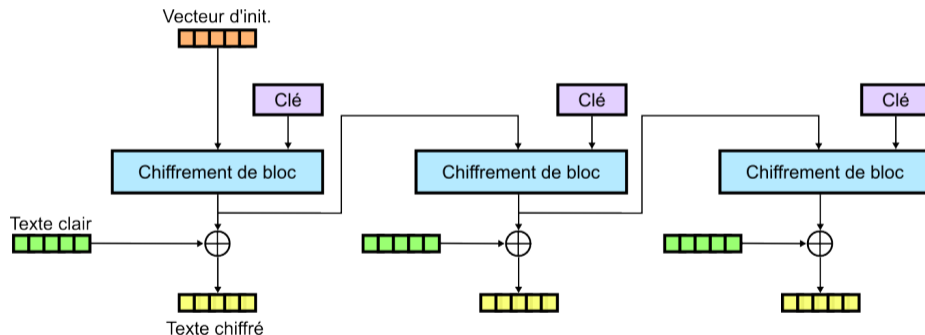 Vecteur d'init.
Clé
Clé
Clé
Chiffrement de bloc
Chiffrement de bloc
Chiffrement de bloc
Texte clair
Texte chiffré